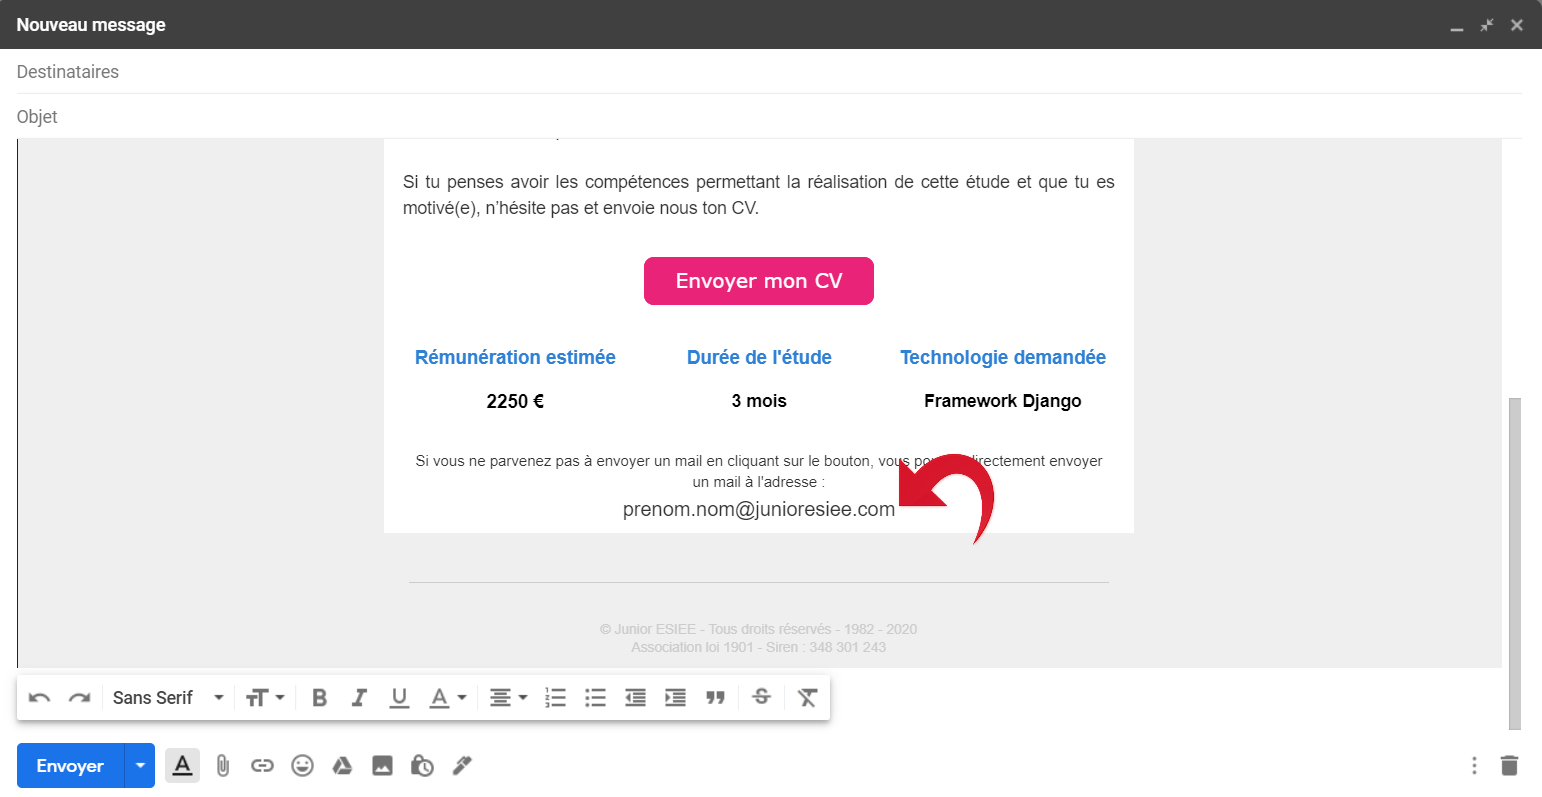 Nouveau message
Destinataires
Objet
Si tu penses avoir les compétences permettant la réalisation de cette étude et que tu es
motivé(e), n’hésite pas et envoie nous ton CV.
Envoyer mon CV
Rémunération estimée Durée de l'étude Technologie demandée
2250 € 3 mois Framework Django
Si vous ne parvenez pas à envoyer un mail en cliquant sur le bouton, vous envoyer
un mail à l'adresse :
prenom.nom@junioresiee.com
© Junior ESIEE - Tous droits réservés - 1982 - 2020
Association loi 1901 - Siren : 348 301 243
Sans Serif
Envoyer